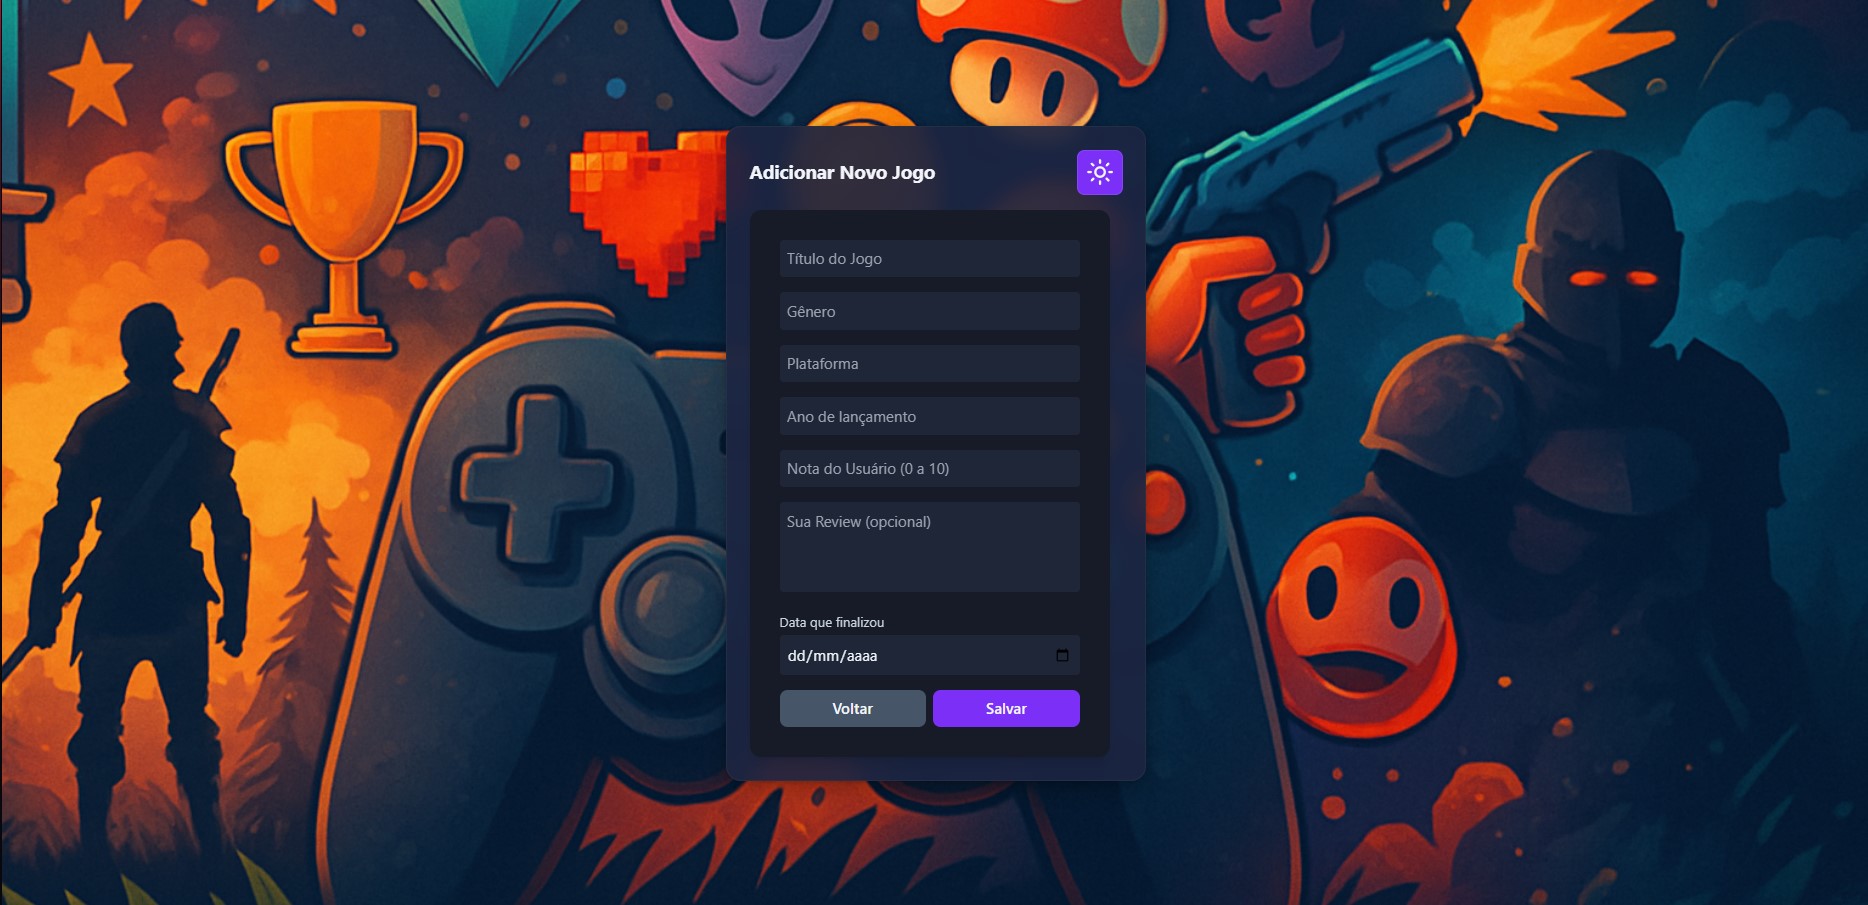 Adicionar Novo Jogo
Título do Jogo
Gênero
Plataforma
Ano de lançamento
Nota do Usuário (0 a 10)
Sua Review (opcional)
Data que finalizou
dd/mm/aaaa
Voltar Salvar